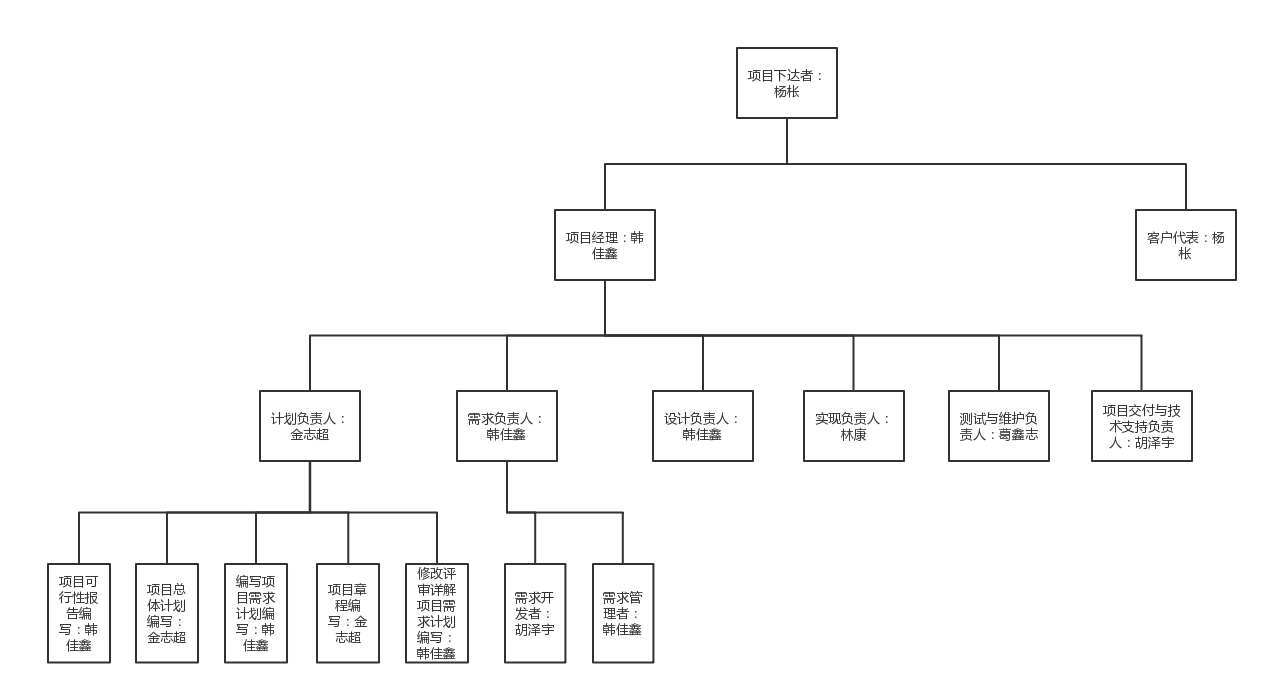 项目下达者：
杨枨
项目经理：韩
佳鑫
客户代表：杨
枨
计划负责人：
金志超
需求负责人：
韩佳鑫
设计负责人：
韩佳鑫
实现负责人：
林康
测试与维护负
责人：葛鑫志
项目交付与技
术支持负责
人：胡泽宇
项目可
行性报
告编
写：韩
佳鑫
项目总
体计划
编写：
金志超
编写项
目需求
计划编
写：韩
佳鑫
项目章
程编
写：金
志超
修改评
审详解
项目需
求计划
编写：
韩佳鑫
需求开
发者：
胡泽宇
需求管
理者：
韩佳鑫